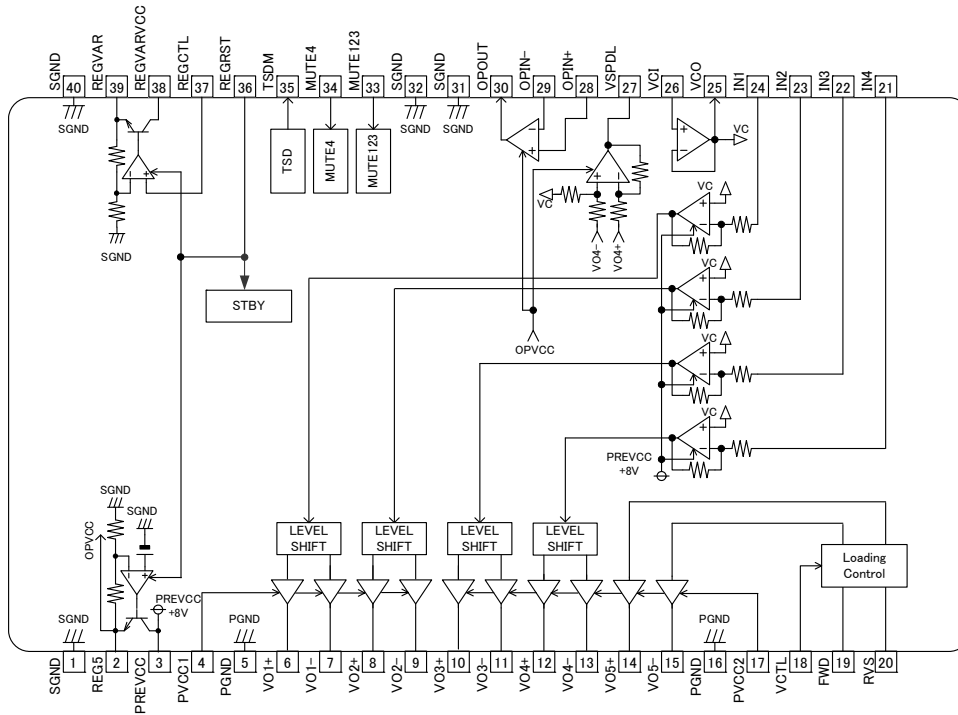 SGND
REGVAR
REGVARVCC
REGCTL
REGRST
TSDM
MUTE4
MUTE123
SGND
SGND
OPOUT
OPIN-
OPIN+
VSPDL
VCI
VCO
IN1
IN2
IN3
IN4
40
39
38
37
36
35
34
33
32
31
30
29
28
27
26
25
24
23
22
21
SGND
SGND
SGND
VC
TSD
MUTE4
MUTE123
- +
- +
+ -
+ -
VC
VO4-
VO4+
VC
+
-
SGND
STBY
OPVCC
VC
+
-
VC
+
-
VC
+
-
PREVCC
+8V
SGND
SGND
OPVCC
- +
PREVCC
+8V
LEVEL
SHIFT
LEVEL
SHIFT
LEVEL
SHIFT
LEVEL
SHIFT
Loading
Control
SGND
PGND
PGND
1
2
3
4
5
6
7
8
9
10
11
12
13
14
15
16
17
18
19
20
SGND
REG5
PREVCC
PVCC1
PGND
VO1+
VO1-
VO2+
VO2-
VO3+
VO3-
VO4+
VO4-
VO5+
VO5-
PGND
PVCC2
VCTL
FWD
RVS